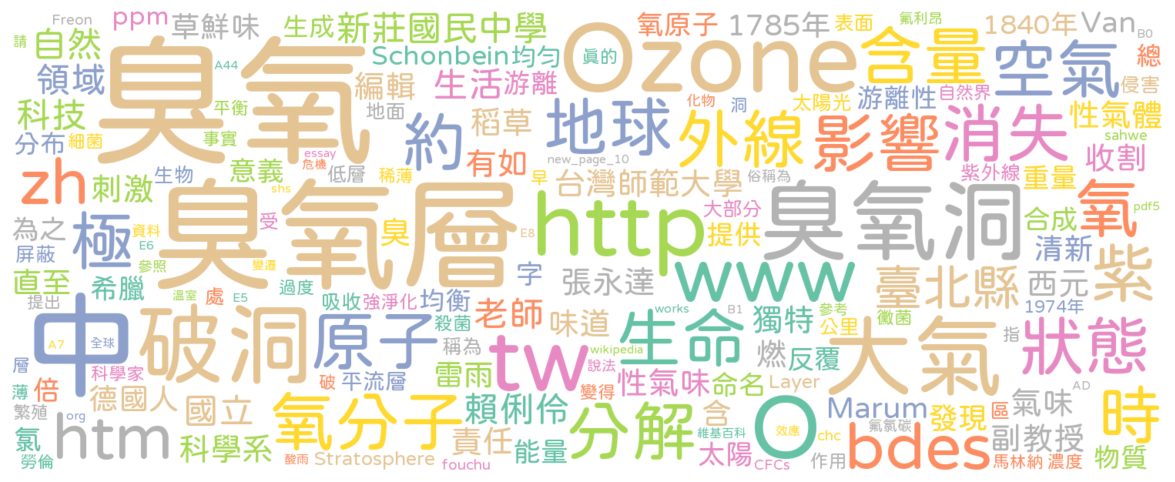 Freon
ppm
草鮮味
生成
新莊國民中學
氧原子
1785年
表面
氟利昂
1840年
Van
B0
請
自然
A44
臭氧
Schonbein
均勻
眞的
Ozone
含量
空氣
總
領域
編輯
生活
游離
化物
洞
太陽光
游離性
自然界
侵害
科技
平衡
地面
稻草
地球
外線
影響
消失
性氣體
sahwe
分布
細菌
事實
約
有如
new_page_10
紫外線
收割
zh
刺激
生物
意義
essay
危機
低層
稀薄
早
台灣師範大學
俗稱為
重量
shs
臭氧層
http
大部分
臭氧洞
氧
pdf5
為之
極
資料
受
臭
E8
提供
合成
屏蔽
E6
參照
變遷
字
張永達
www
清新
紫
直至
希臘
溫室
處
E5
過度
吸收
強淨化
均衡
老師
味道
works
B1
獨特
參考
臺北縣
西元
提出
1974年
中
破洞
原子
殺菌
生命
公里
黴菌
狀態
A7
全球
稱為
tw
wikipedia
燃
反覆
大氣
指
層
科學家
破
平流層
雷雨
說法
性氣味
命名
Layer
AD
薄
倍
德國人
國立
變得
賴俐伶
含
O
Marum
發現
區
氣味
時
繁殖
org
氧分子
分解
效應
氟氯碳
氯
htm
科學系
責任
能量
維基百科
太陽
chc
bdes
副教授
勞倫
酸雨
Stratosphere
fouchu
CFCs
作用
馬林納
濃度
物質